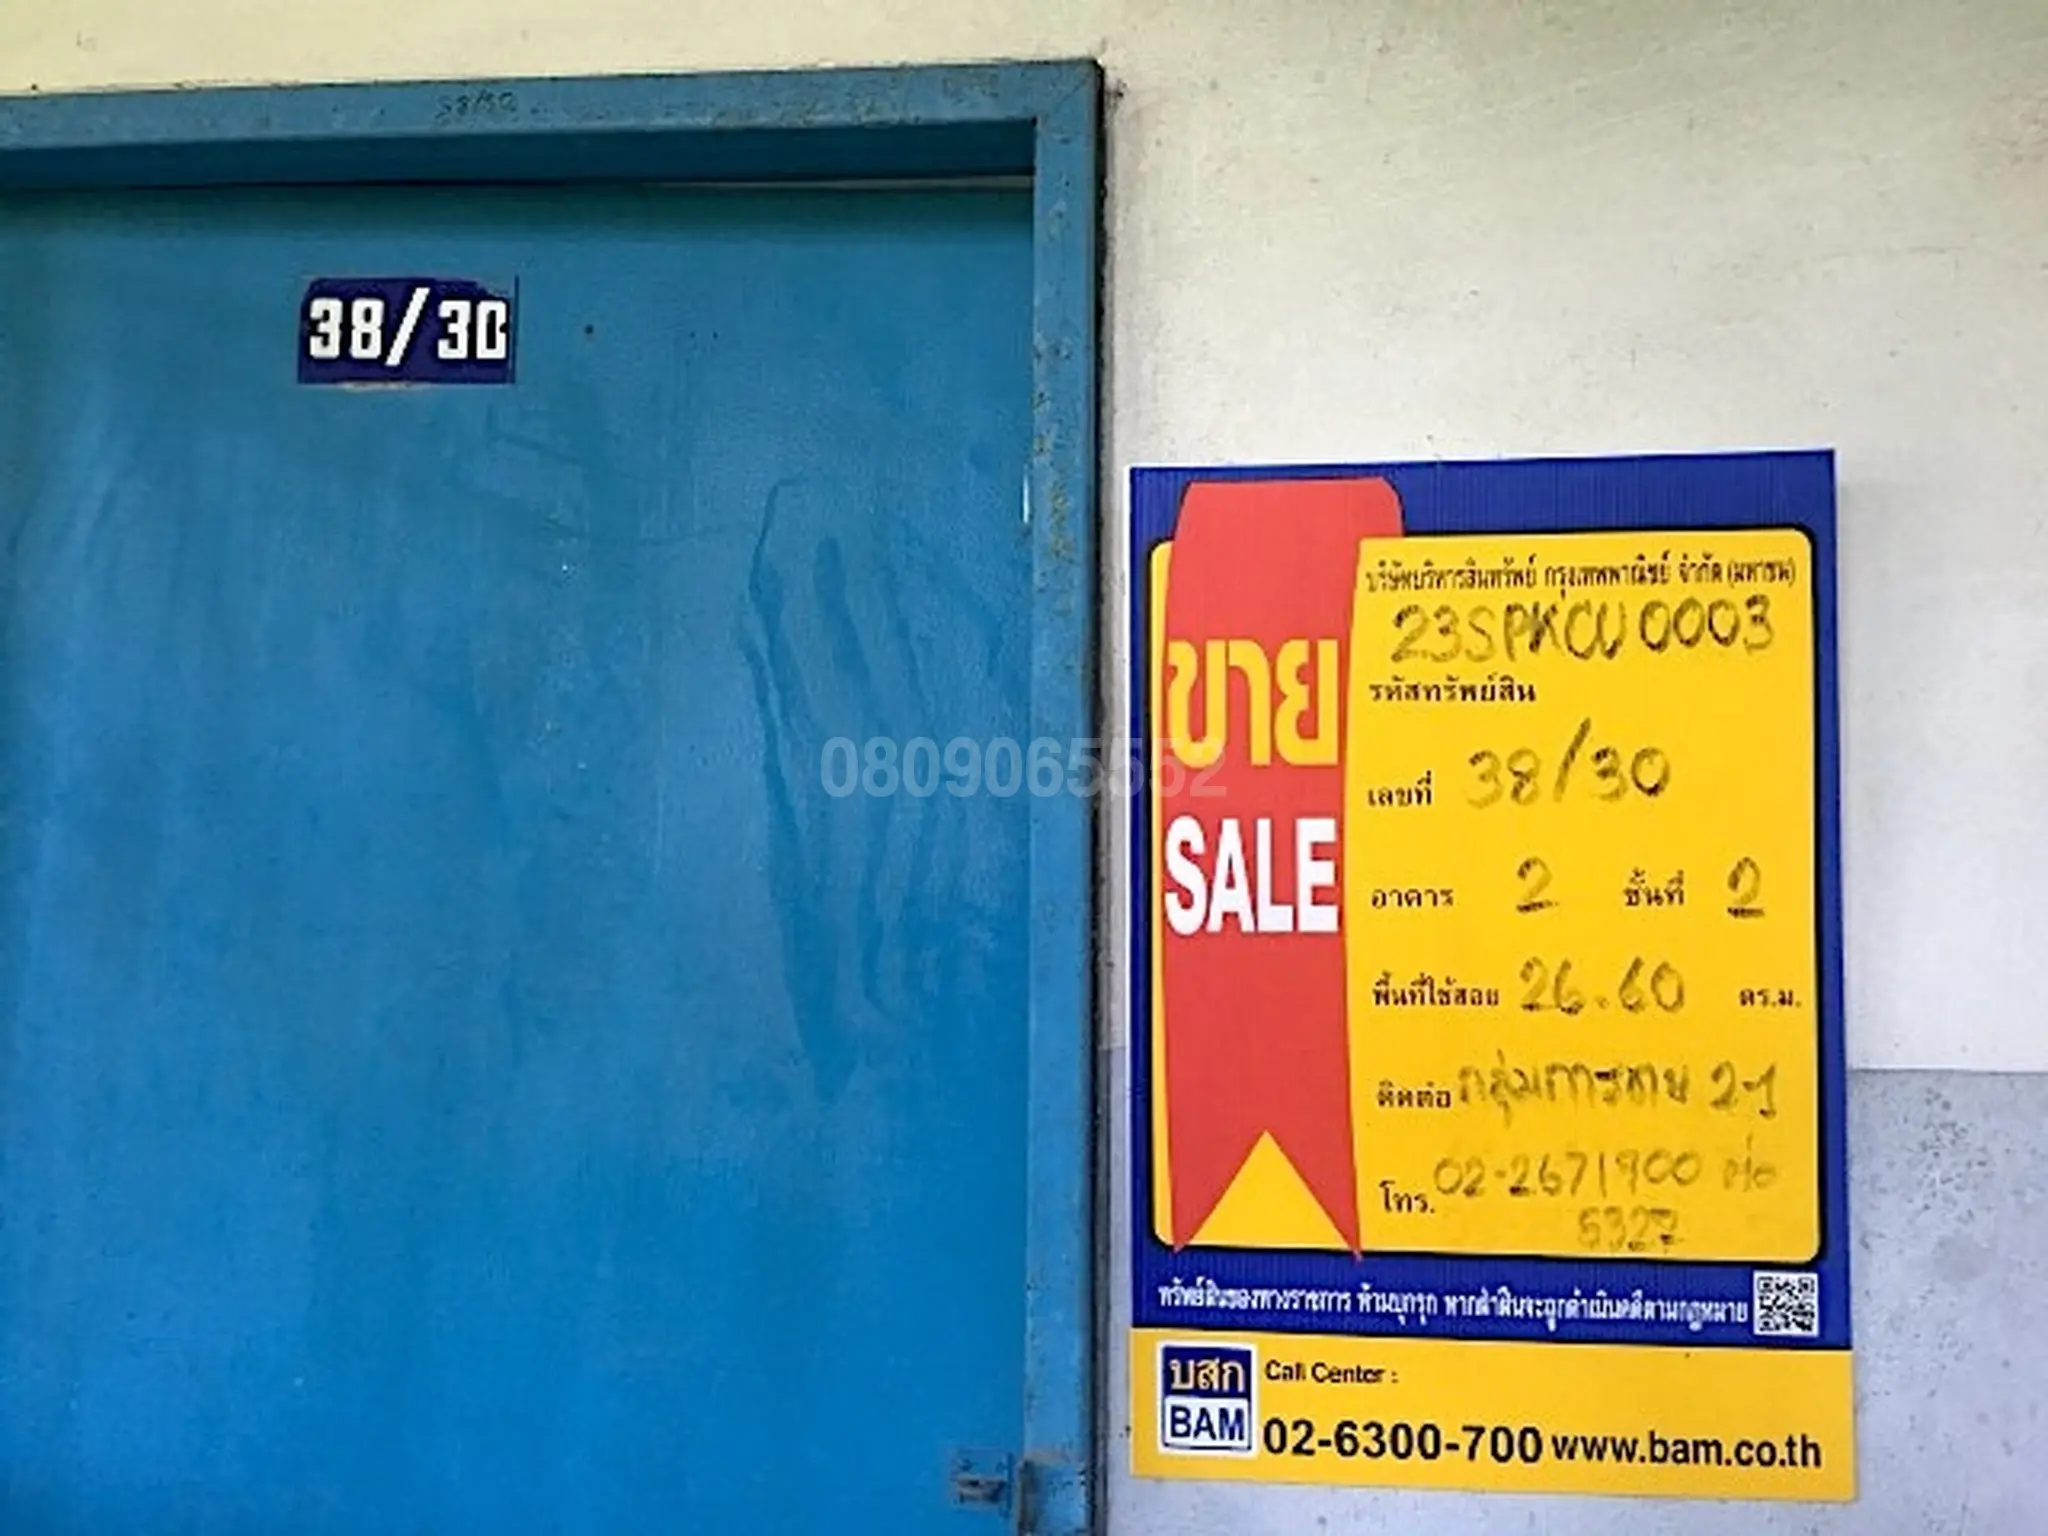 38/30
38/30
บริษัทบริหารสินทรัพย์ กรุงเทพพาณิชย์ จำกัด (มหาชน)
23SPKCU0003
รหัสทรัพย์สิน
ขาย
SALE
เลขที่ 38/30
อาคาร 2 ชั้นที่ 2
พื้นที่ใช้สอย 26.60 ตร.ม.
ติดต่อ กลุ่มการขาย 2-1
โทร. 02-2671900 ต่อ
5327
ทรัพย์สินของทางราชการ ห้ามบุกรุก หากฝ่าฝืนจะถูกดำเนินคดีตามกฎหมาย
บสก
BAM
Call Center :
02-6300-700 www.bam.co.th
0809065552